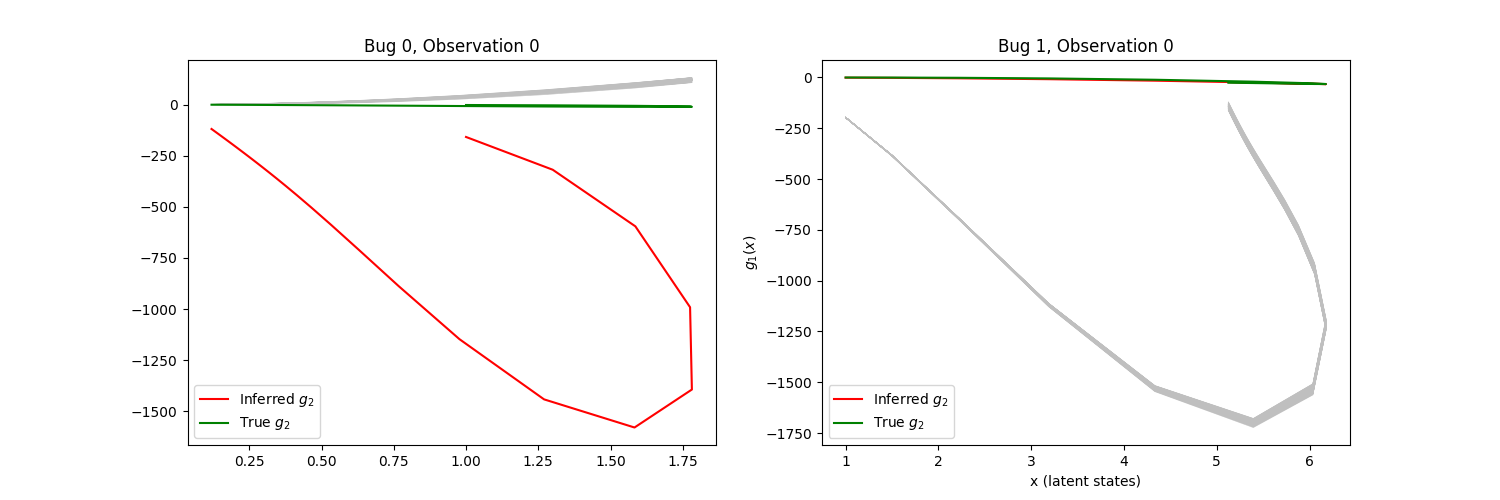 Bug 0, Observation 0
0
−250
−500
−750
−1000
−1250
−1500
0.25 0.50 0.75 1.00 1.25 1.50 1.75
Inferred g₂
True g₂
Bug 1, Observation 0
g₁(x)
0
−250
−500
−750
−1000
−1250
−1500
−1750
1 2 3 4 5 6
x (latent states)
Inferred g₂
True g₂